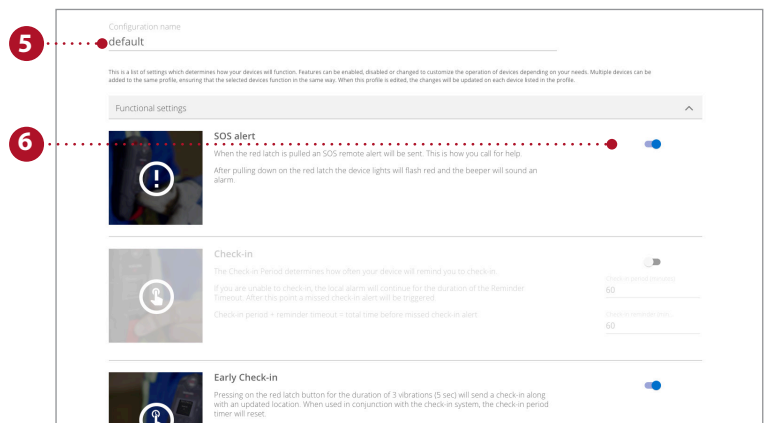 Configuration name
5
default
This is a list of settings which determines how your devices will function. Features can be enabled, disabled or changed to customize the operation of devices depending on your needs. Multiple devices can be
added to the same profile, ensuring that the selected devices function in the same way. When this profile is edited, the changes will be updated on each device listed in the profile.
Functional settings
SOS alert
6
When the red latch is pulled an SOS remote alert will be sent. This is how you call for help.
After pulling down on the red latch the device lights will flash red and the beeper will sound an
alarm.
Check-in
The Check-in Period determines how often your device will remind you to check in.
If you are unable to check-in, the local alarm will continue for the duration of the Reminder
Timeout. After this point a missed check-in alert will be triggered
Check-in period + reminder timeout = total time before missed check-in alert
Check-in period
60
Check-in reminder
60
Early Check-in
Pressing on the red latch button for the duration of 3 vibrations (5 sec) will send a check-in along
with an updated location. When used in conjunction with the check-in system, the check-in period
timer will reset.